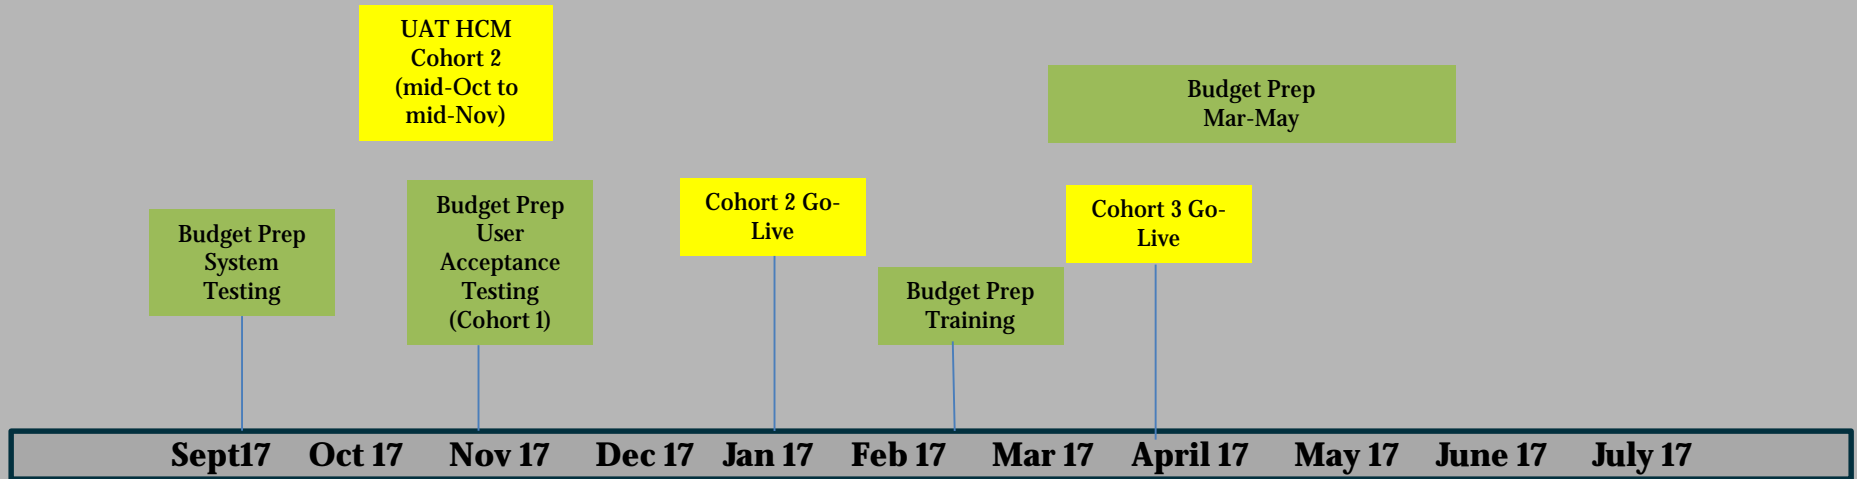 UAT HCM
Cohort 2
(mid-Oct to
mid-Nov)
Budget Prep
Mar-May
Budget Prep
System
Testing
Budget Prep
User
Acceptance
Testing
(Cohort 1)
Cohort 2 Go-
Live
Budget Prep
Training
Cohort 3 Go-
Live
Sept17 Oct 17 Nov 17 Dec 17 Jan 17 Feb 17 Mar 17 April 17 May 17 June 17 July 17